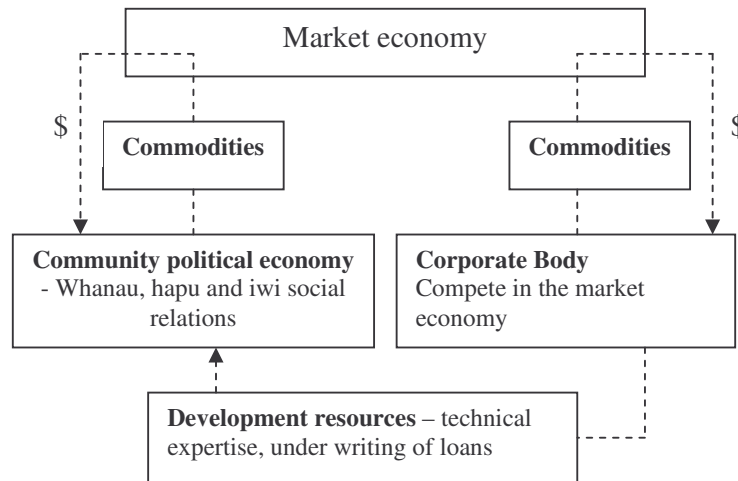 Market economy
$
$
Commodities
Commodities
Community political economy
- Whanau, hapu and iwi social
relations
Corporate Body
Compete in the market
economy
Development resources – technical
expertise, under writing of loans